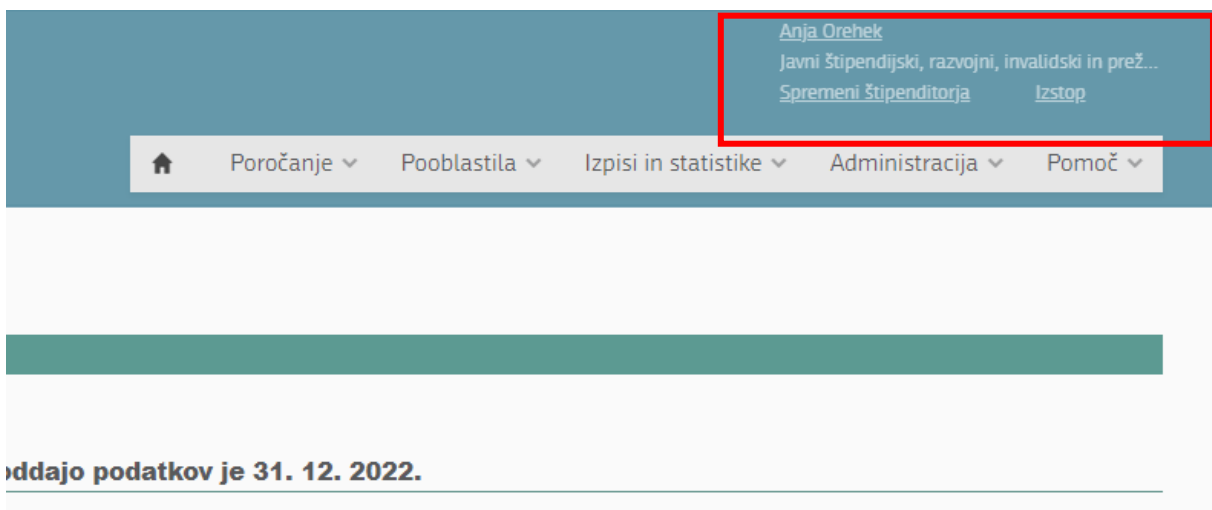 Anja Orehek
Javni štipendijski, razvojni, invalidski in prež...
Spremeni štipenditorja Izstop
Poročanje Pooblastila Izpisi in statistike Administracija Pomoč
oddajo podatkov je 31. 12. 2022.